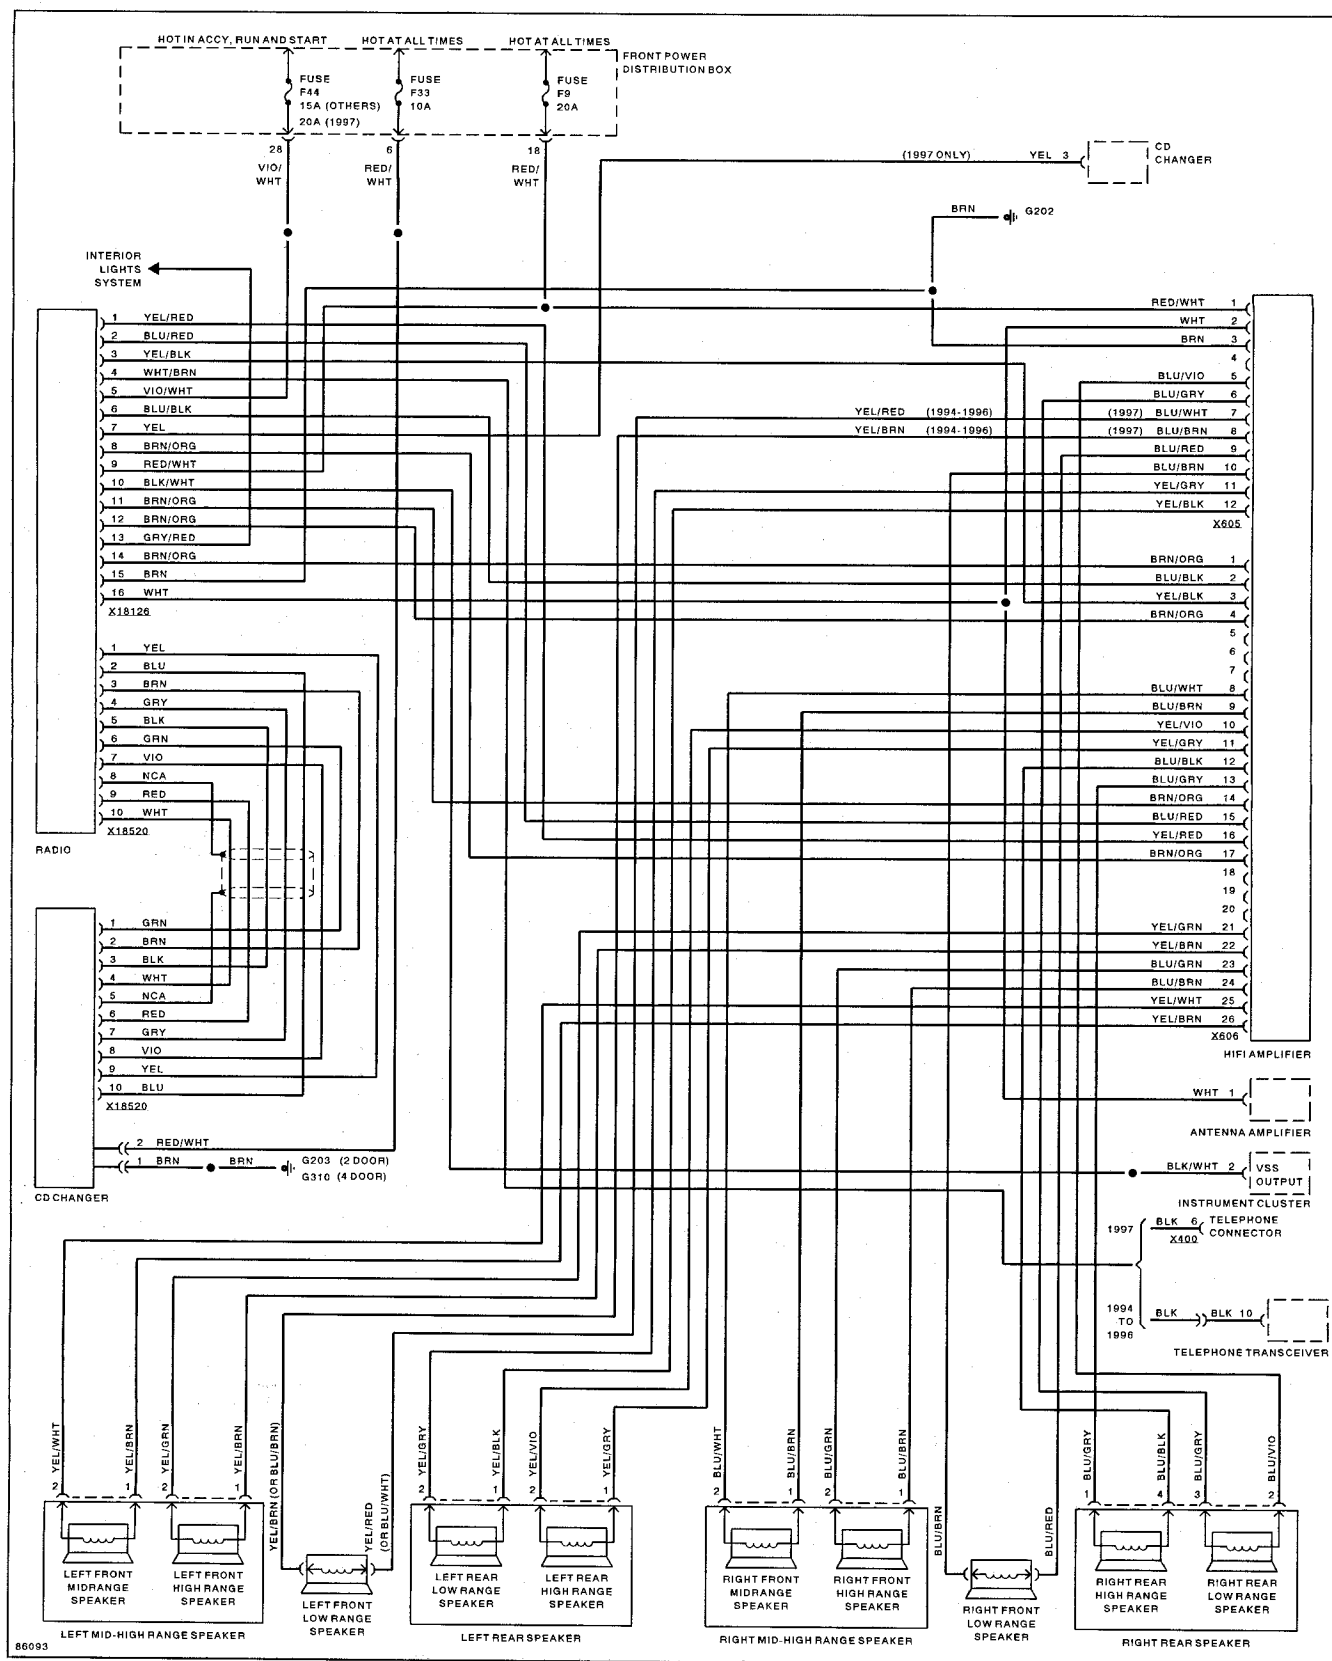 HOT IN ACCY, RUN AND START
HOT AT ALL TIMES
HOT AT ALL TIMES
FRONT POWER
DISTRIBUTION BOX
FUSE
F44
15A (OTHERS)
20A (1997)
FUSE
F33
10A
FUSE
F9
20A
28
VIO/
WHT
6
RED/
WHT
18
RED/
WHT
(1997 ONLY) YEL 3
CD
CHANGER
BRN
G202
INTERIOR
LIGHTS
SYSTEM
1 YEL/RED
2 BLU/RED
3 YEL/BLK
4 WHT/BRN
5 VIO/WHT
6 BLU/BLK
7 YEL
8 BRN/ORG
9 RED/WHT
10 BLK/WHT
11 BRN/ORG
12 BRN/ORG
13 GRY/RED
14 BRN/ORG
15 BRN
16 WHT
X18126
1 YEL
2 BLU
3 BRN
4 GRY
5 BLK
6 GRN
7 VIO
8 NCA
9 RED
10 WHT
X18520
RADIO
1 GRN
2 BRN
3 BLK
4 WHT
5 NCA
6 RED
7 GRY
8 VIO
9 YEL
10 BLU
X18520
2 RED/WHT
1 BRN
BRN
G203 (2 DOOR)
G310 (4 DOOR)
CD CHANGER
RED/WHT 1
WHT 2
BRN 3
4
BLU/VIO 5
BLU/GRY 6
YEL/RED (1994-1996) (1997) BLU/WHT 7
YEL/BRN (1994-1996) (1997) BLU/BRN 8
BLU/RED 9
BLU/BRN 10
YEL/GRY 11
YEL/BLK 12
X605
BRN/ORG 1
BLU/BLK 2
YEL/BLK 3
BRN/ORG 4
5
6
7
BLU/WHT 8
BLU/BRN 9
YEL/VIO 10
YEL/GRY 11
BLU/BLK 12
BLU/GRY 13
BRN/ORG 14
BLU/RED 15
YEL/RED 16
BRN/ORG 17
18
19
20
YEL/GRN 21
YEL/BRN 22
BLU/GRN 23
BLU/BRN 24
YEL/WHT 25
YEL/BRN 26
X606
HIFI AMPLIFIER
WHT 1
ANTENNA AMPLIFIER
BLK/WHT 2
VSS
OUTPUT
INSTRUMENT CLUSTER
1997
BLK 6
X400
TELEPHONE
CONNECTOR
1994
TO
1996
BLK
BLK 10
TELEPHONE TRANSCEIVER
YEL/WHT
2
YEL/BRN
1
YEL/GRN
2
YEL/BRN
1
YEL/BRN (OR BLU/BRN)
YEL/RED
(OR BLU/WHT)
YEL/GRY
2
YEL/BLK
1
YEL/VIO
2
YEL/GRY
1
BLU/WHT
2
BLU/BRN
1
BLU/GRN
2
BLU/BRN
1
BLU/BRN
BLU/RED
BLU/GRY
1
BLU/BLK
4
BLU/GRY
3
BLU/VIO
2
LEFT FRONT
MIDRANGE
SPEAKER
LEFT FRONT
HIGH RANGE
SPEAKER
LEFT MID-HIGH RANGE SPEAKER
LEFT FRONT
LOW RANGE
SPEAKER
LEFT REAR
LOW RANGE
SPEAKER
LEFT REAR
HIGH RANGE
SPEAKER
LEFT REAR SPEAKER
RIGHT FRONT
MIDRANGE
SPEAKER
RIGHT FRONT
HIGH RANGE
SPEAKER
RIGHT MID-HIGH RANGE SPEAKER
RIGHT FRONT
LOW RANGE
SPEAKER
RIGHT REAR
HIGH RANGE
SPEAKER
RIGHT REAR
LOW RANGE
SPEAKER
RIGHT REAR SPEAKER
86093